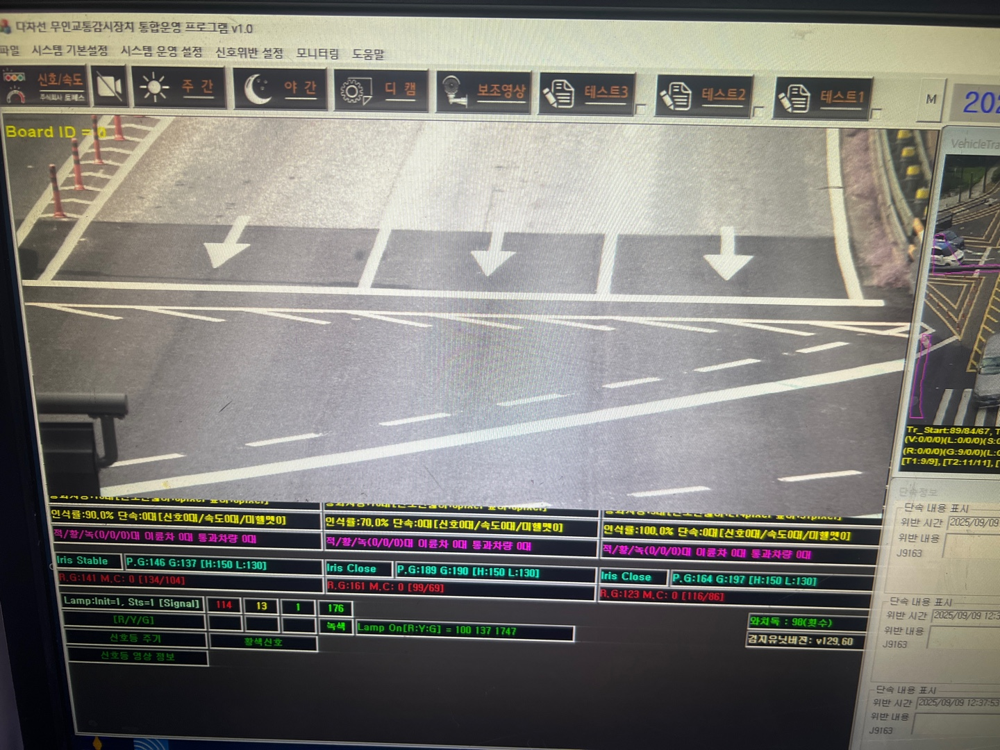 다차선 무인교통감시장치 통합운영 프로그램 v1.0
파일 시스템 기본설정 시스템 운영 설정 신호위반 설정 모니터링 도움말
신호/속도
주식회사 토페스
주 간
야 간
디 캠
보조영상
테스트3
테스트2
테스트1
M
202
Board ID = 0
VehicleTra
Tr_Start:89/84/67, T
(V:0/0/0)(L:0/0/0)(S:0
(R:0/0/0)(G:9/0/0)(L:0
[T1:9/9], [T2:11/11], [
인식률:90.0% 단속:0대[신호0대/속도0대/미헬멧0]
적/황/녹(0/0/0)대 이륜차 0대 통과차량 0대
Iris Stable P.G:146 G:137 [H:150 L:130]
R.G:141 M.C: 0 [134/104]
인식률:70.0% 단속:0대[신호0대/속도0대/미헬멧0]
적/황/녹(0/0/0)대 이륜차 0대 통과차량 0대
Iris Close P.G:189 G:190 [H:150 L:130]
R.G:161 M.C: 0 [99/69]
인식률:100.0% 단속:0대[신호0대/속도0대/미헬멧0]
적/황/녹(0/0/0)대 이륜차 0대 통과차량 0대
Iris Close P.G:164 G:197 [H:150 L:130]
R.G:123 M.C: 0 [116/86]
Lamp:Init=1, Sts=1 [Signal] 114 13 1 176
[R/Y/G] 녹색 Lamp On[R:Y:G] = 100 137 1747
신호등 주기 황색신호
신호등 영상 정보
와치독 : 98(횟수)
검지유닛버젼: v129.60
단속정보
단속 내용 표시
위반 시간 2025/09/09
위반 내용
J9163
단속 내용 표시
위반 시간 2025/09/09 12:3
위반 내용
J9163
단속 내용 표시
위반 시간 2025/09/09 12:37:53
위반 내용
J9163